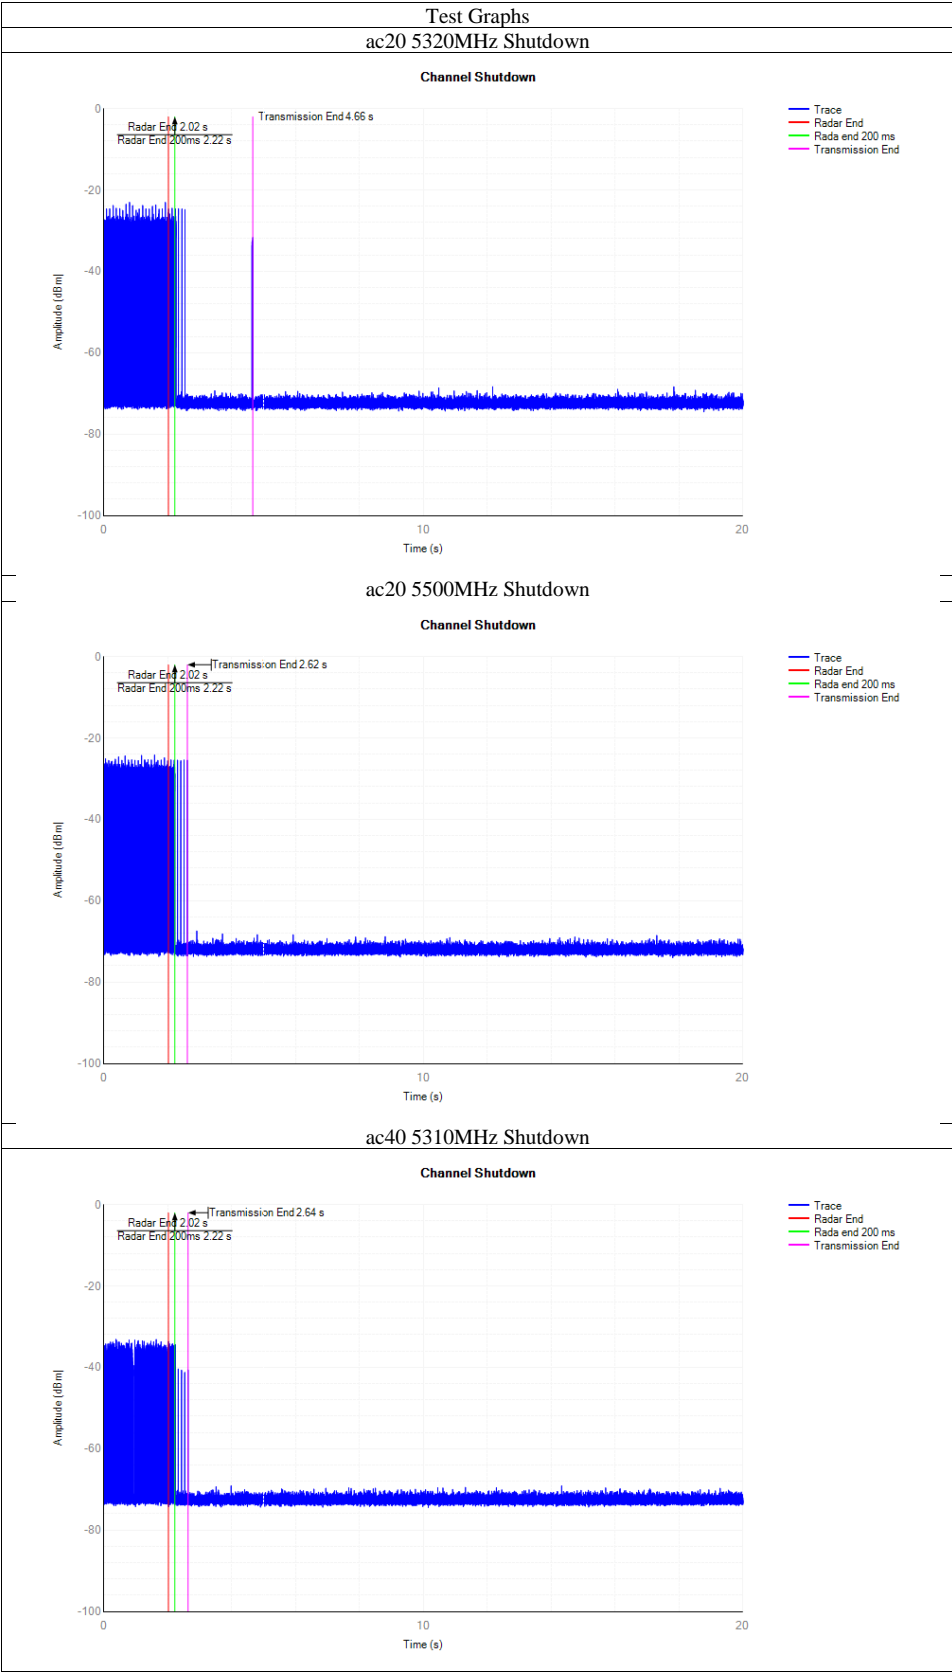 Test Graphs
ac20 5320MHz Shutdown
Channel Shutdown
Radar End 2.02 s
Radar End 200ms 2.22 s
Transmission End 4.66 s
Trace
Radar End
Rada end 200 ms
Transmission End
0
-20
-40
-60
-80
-100
Amplitude [dBm]
0
10
20
Time (s)
ac20 5500MHz Shutdown
Channel Shutdown
Radar End 2.02 s
Radar End 200ms 2.22 s
Transmission End 2.62 s
Trace
Radar End
Rada end 200 ms
Transmission End
0
-20
-40
-60
-80
-100
Amplitude [dBm]
0
10
20
Time (s)
ac40 5310MHz Shutdown
Channel Shutdown
Radar End 2.02 s
Radar End 200ms 2.22 s
Transmission End 2.64 s
Trace
Radar End
Rada end 200 ms
Transmission End
0
-20
-40
-60
-80
-100
Amplitude [dBm]
0
10
20
Time (s)